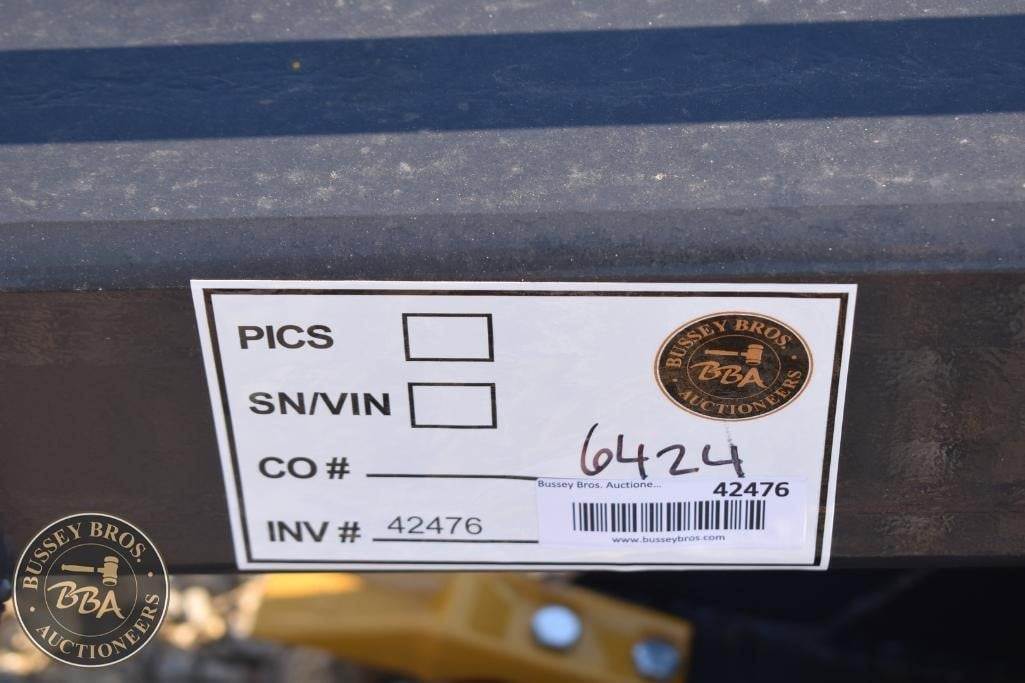 PICS
SN/VIN
CO #
INV # 42476
BUSSEY BROS.
BBA
AUCTIONEERS
6424
Bussey Bros. Auctione... 42476
www.busseybros.com
BUSSEY BROS
BBA
AUCTIONEERS